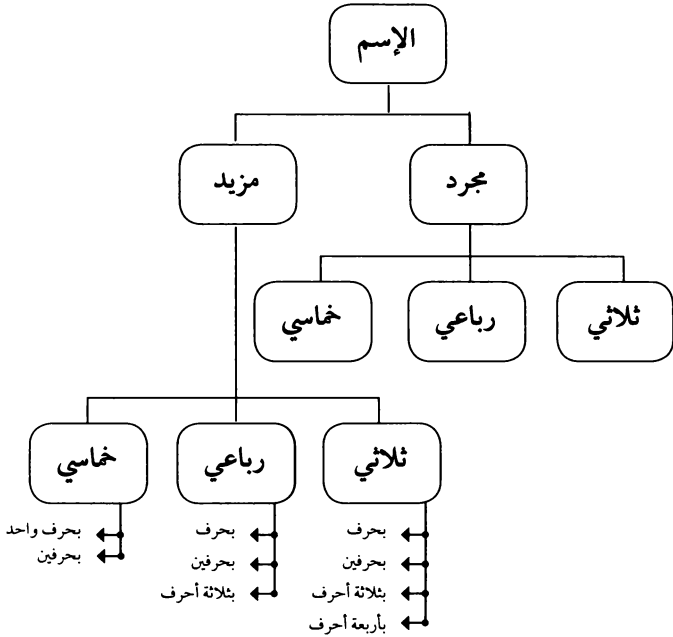 الإسم
مجرد
مزيد
ثلاثي
رباعي
خماسي
ثلاثي
رباعي
خماسي
بحرف
بحرفين
بثلاثة أحرف
بأربعة أحرف
بحرف
بحرفين
بثلاثة أحرف
بحرف واحد
بحرفين